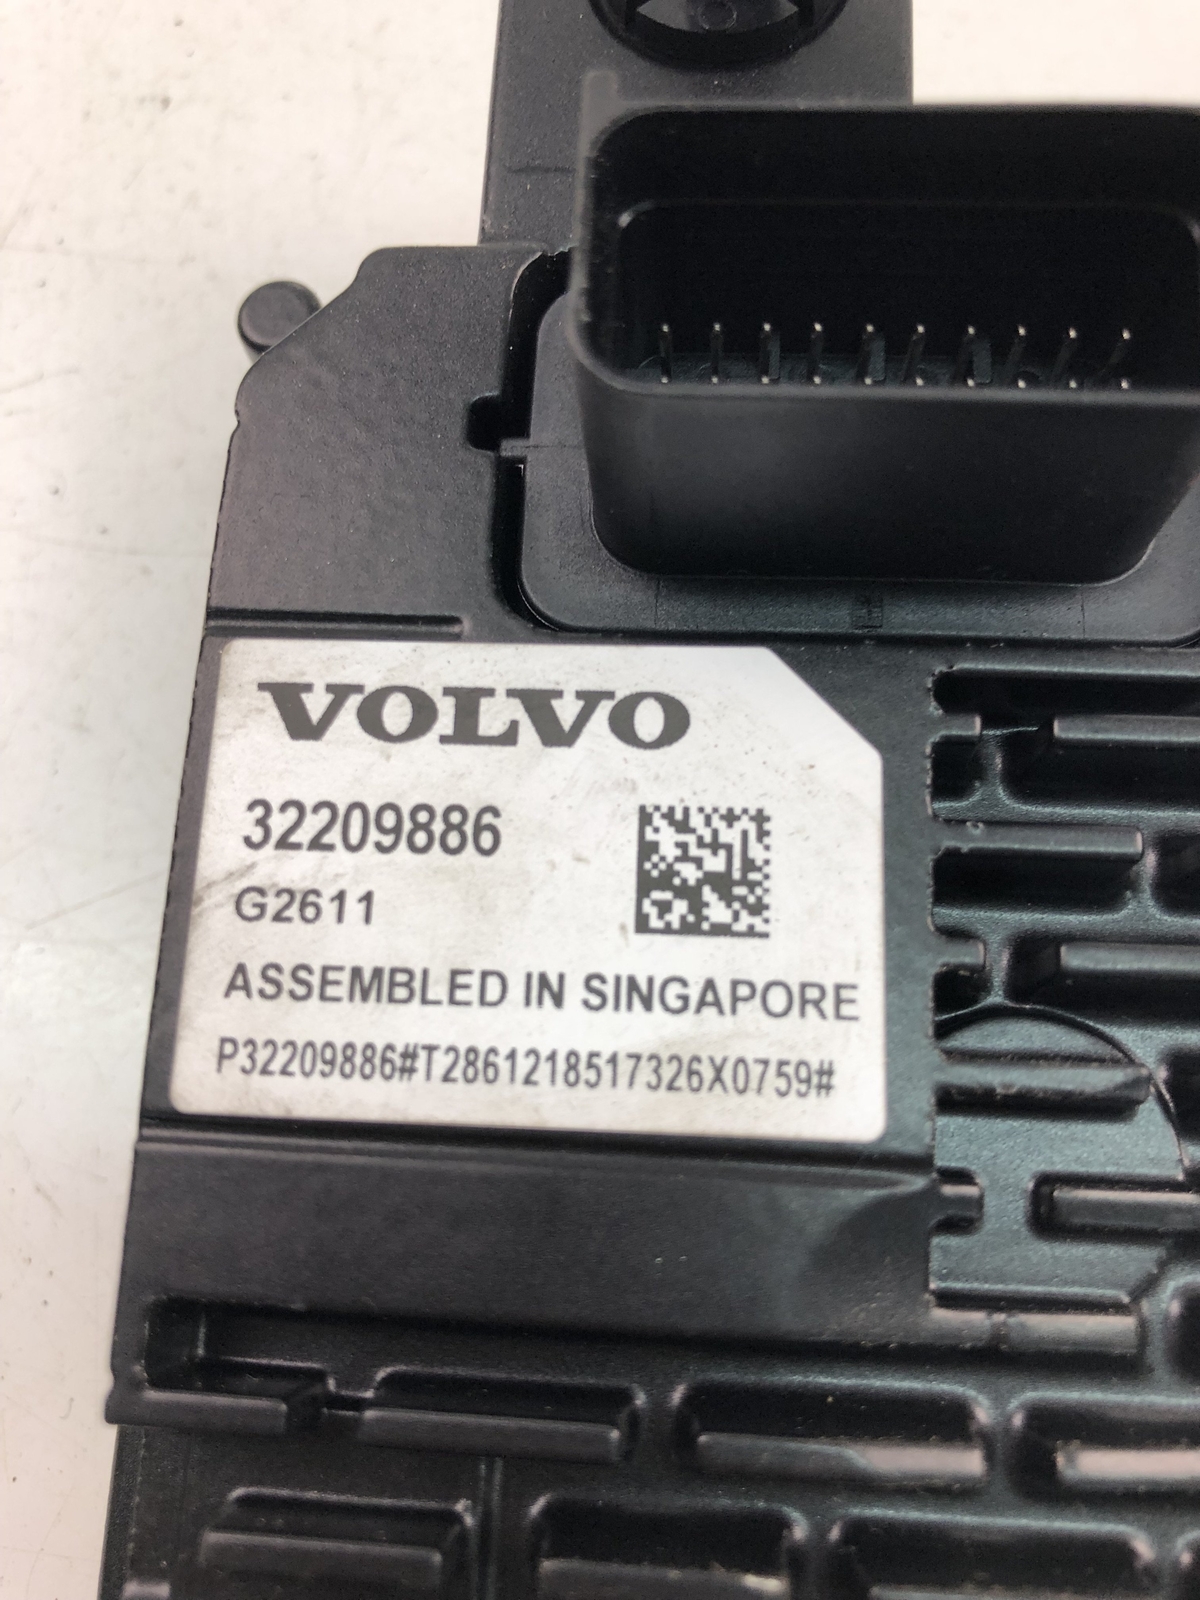 VOLVO
32209886
G2611
ASSEMBLED IN SINGAPORE
P32209886#T2861218517326X0759#